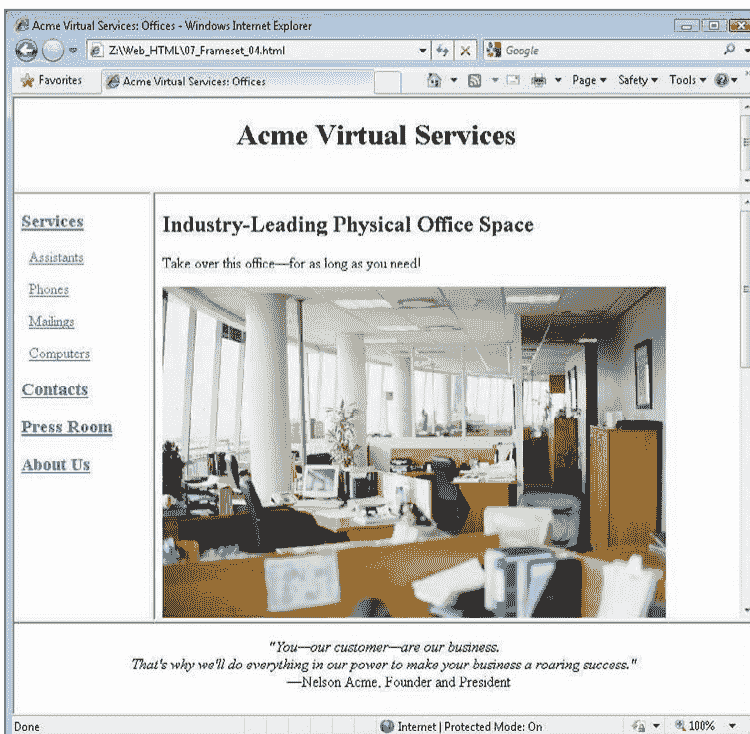 Acme Virtual Services: Offices - Windows Internet Explorer
Z:\Web_HTML\07_Frameset_04.html
Google
Favorites
Acme Virtual Services: Offices
Page
Safety
Tools
Acme Virtual Services
Services
Assistants
Phones
Mailings
Computers
Contacts
Press Room
About Us
Industry-Leading Physical Office Space
Take over this office—for as long as you need!
"You—our customer—are our business.
That's why we'll do everything in our power to make your business a roaring success."
—Nelson Acme, Founder and President
Done
Internet | Protected Mode: On
100%